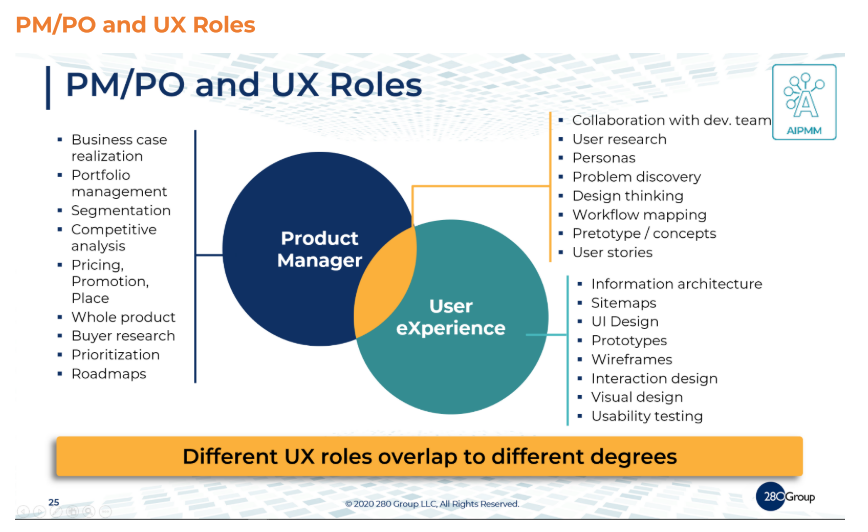 PM/PO and UX Roles
PM/PO and UX Roles
AIPMM
▪ Business case
realization
▪ Portfolio
management
▪ Segmentation
▪ Competitive
analysis
▪ Pricing,
Promotion,
Place
▪ Whole product
▪ Buyer research
▪ Prioritization
▪ Roadmaps
Product
Manager
User
eXperience
▪ Collaboration with dev. team
▪ User research
▪ Personas
▪ Problem discovery
▪ Design thinking
▪ Workflow mapping
▪ Pretotype / concepts
▪ User stories
▪ Information architecture
▪ Sitemaps
▪ UI Design
▪ Prototypes
▪ Wireframes
▪ Interaction design
▪ Visual design
▪ Usability testing
Different UX roles overlap to different degrees
25
© 2020 280 Group LLC, All Rights Reserved.
280Group